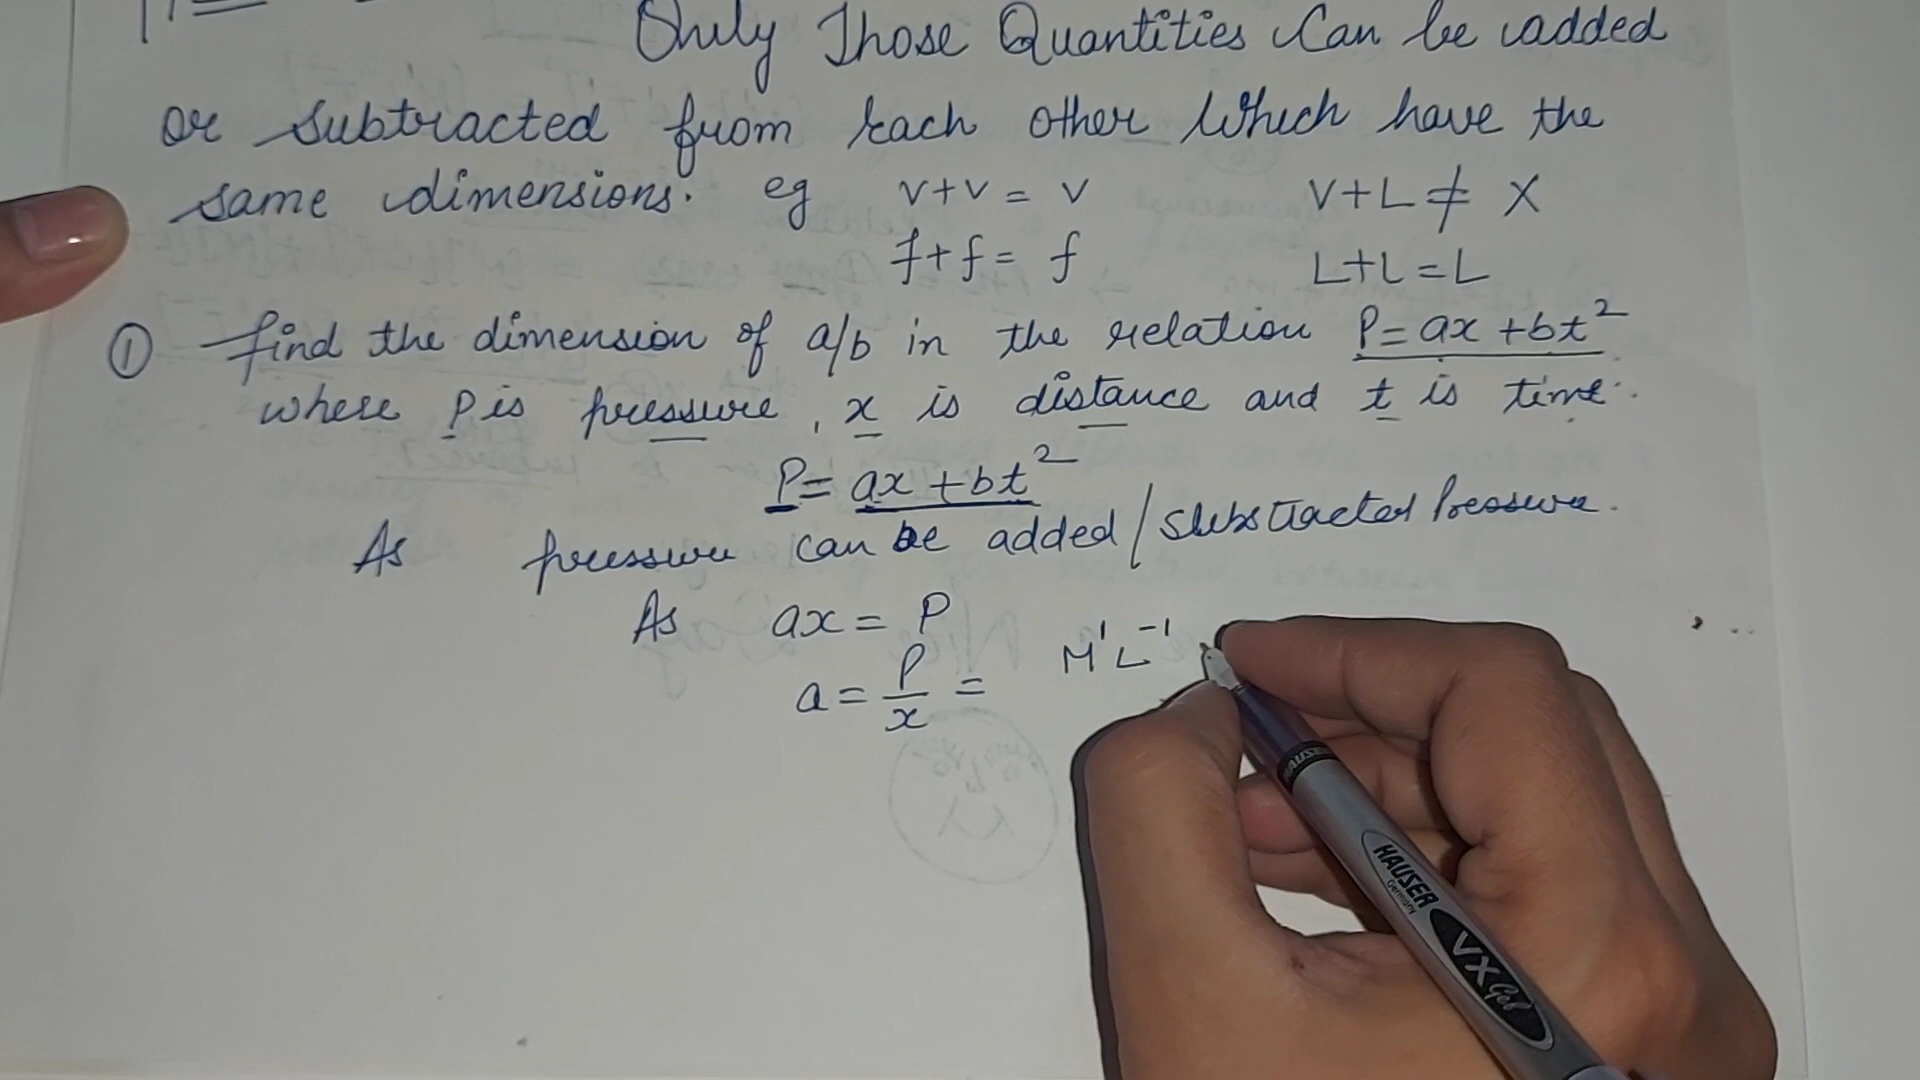 Only Those Quantities Can be added
or subtracted from each other Which have the
same dimensions. eg v+v = v V+L ≠ X
f+f = f L+L = L
① find the dimension of a/b in the relation P = ax + bt²
where P is pressure, x is distance and t is time.
P = ax + bt²
As pressure can be added / substracted Pressure.
As ax = P
a = P/x = M¹L⁻¹
HAUSER
Germany
VX Gel
HAUSER